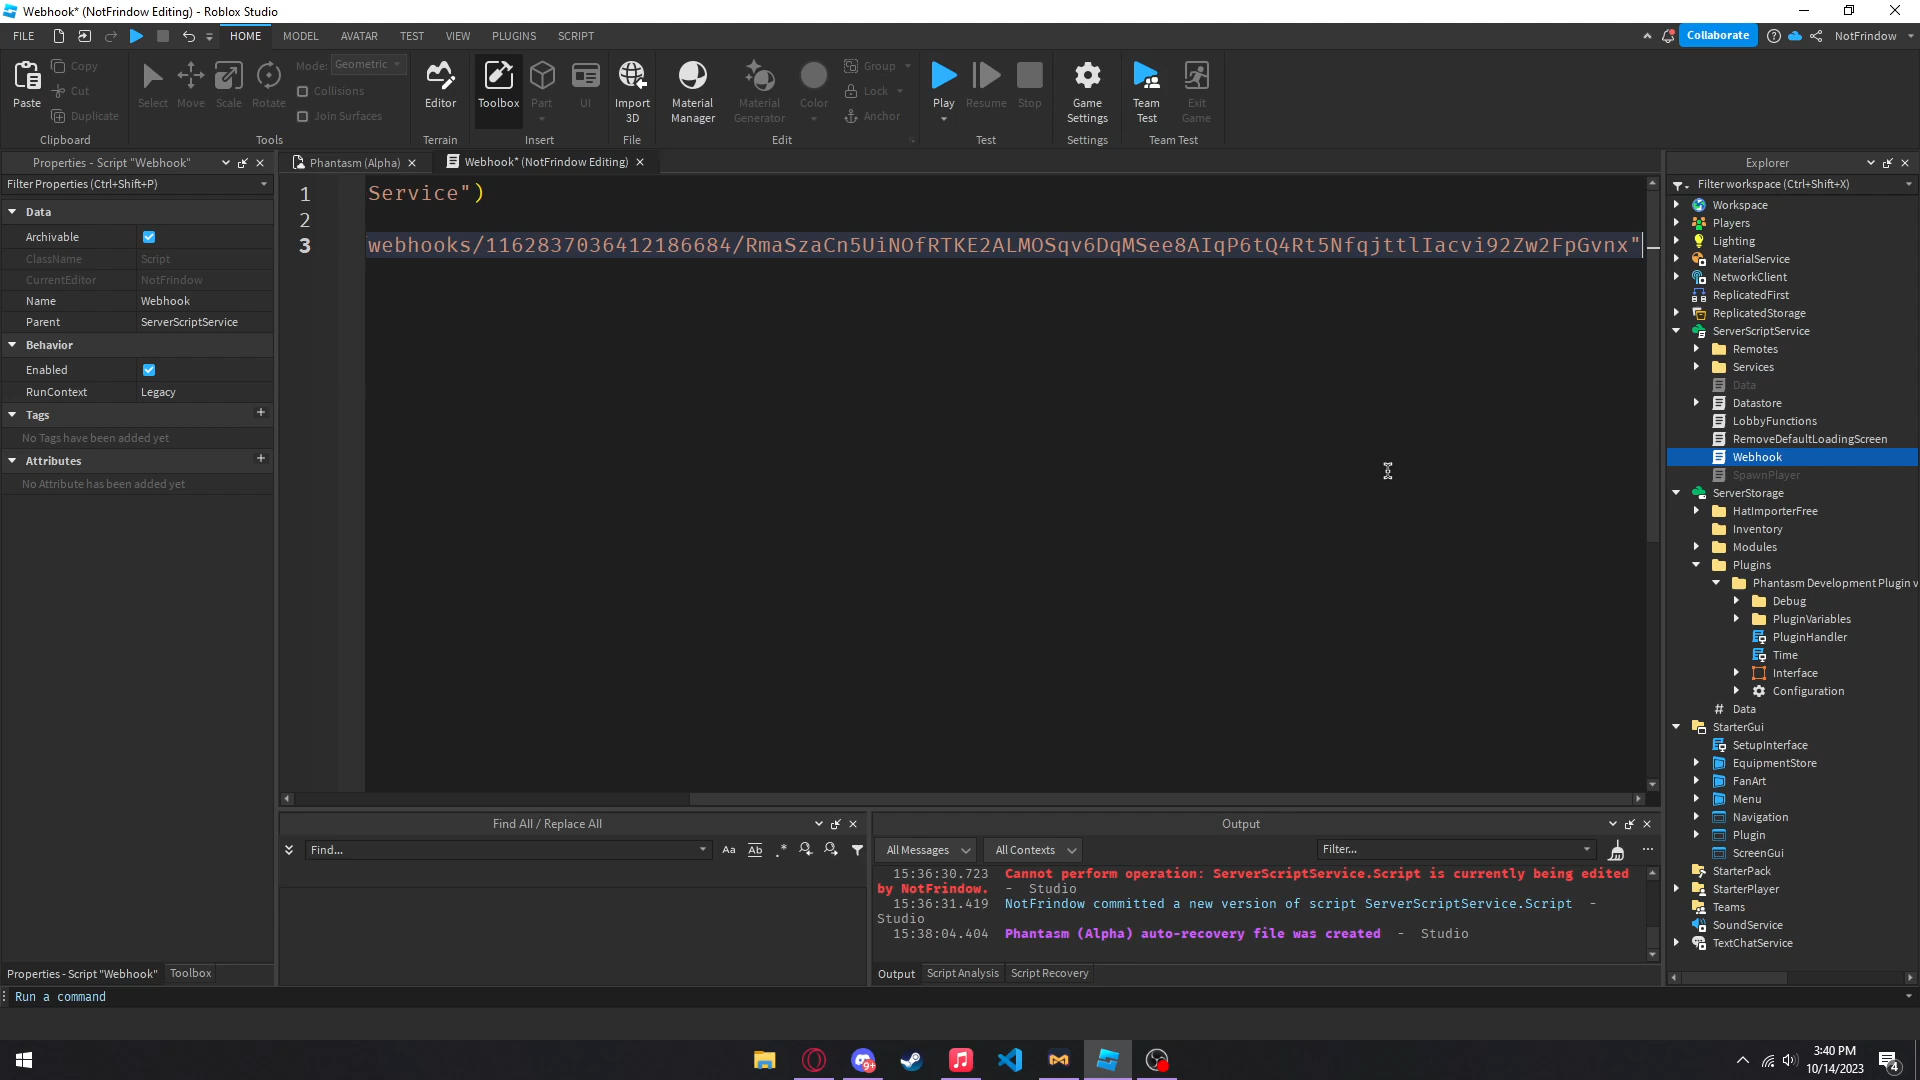 Webhook* (NotFrindow Editing) - Roblox Studio
FILE HOME MODEL AVATAR TEST VIEW PLUGINS SCRIPT Collaborate NotFrindow
Copy Mode: Geometric Group
Cut Collisions Lock
Paste Duplicate Select Move Scale Rotate Join Surfaces Editor Toolbox Part UI Import 3D Material Manager Material Generator Color Anchor Play Resume Stop Game Settings Team Test Exit Game
Clipboard Tools Terrain Insert File Edit Test Settings Team Test
Properties - Script "Webhook"
Filter Properties (Ctrl+Shift+P)
Data
Archivable
ClassName Script
CurrentEditor NotFrindow
Name Webhook
Parent ServerScriptService
Behavior
Enabled
RunContext Legacy
Tags +
No Tags have been added yet
Attributes +
No Attribute has been added yet
Properties - Script "Webhook" Toolbox
Phantasm (Alpha) Webhook* (NotFrindow Editing)
1 Service")
2
3 webhooks/1162837036412186684/RmaSzaCn5UiNOfRTKE2ALMOSqv6DqMSee8AIqP6tQ4Rt5NfqjttlIacvi92Zw2FpGvnx"
Find All / Replace All
Find... Aa Ab .*
Output
All Messages All Contexts Filter...
15:36:30.723 Cannot perform operation: ServerScriptService.Script is currently being edited
by NotFrindow. - Studio
15:36:31.419 NotFrindow committed a new version of script ServerScriptService.Script -
Studio
15:38:04.404 Phantasm (Alpha) auto-recovery file was created - Studio
Output Script Analysis Script Recovery
Explorer
Filter workspace (Ctrl+Shift+X)
Workspace
Players
Lighting
MaterialService
NetworkClient
ReplicatedFirst
ReplicatedStorage
ServerScriptService
Remotes
Services
Data
Datastore
LobbyFunctions
RemoveDefaultLoadingScreen
Webhook
SpawnPlayer
ServerStorage
HatImporterFree
Inventory
Modules
Plugins
Phantasm Development Plugin v
Debug
PluginVariables
PluginHandler
Time
Interface
Configuration
# Data
StarterGui
SetupInterface
EquipmentStore
FanArt
Menu
Navigation
Plugin
ScreenGui
StarterPack
StarterPlayer
Teams
SoundService
TextChatService
Run a command
9+
3:40 PM
10/14/2023
4